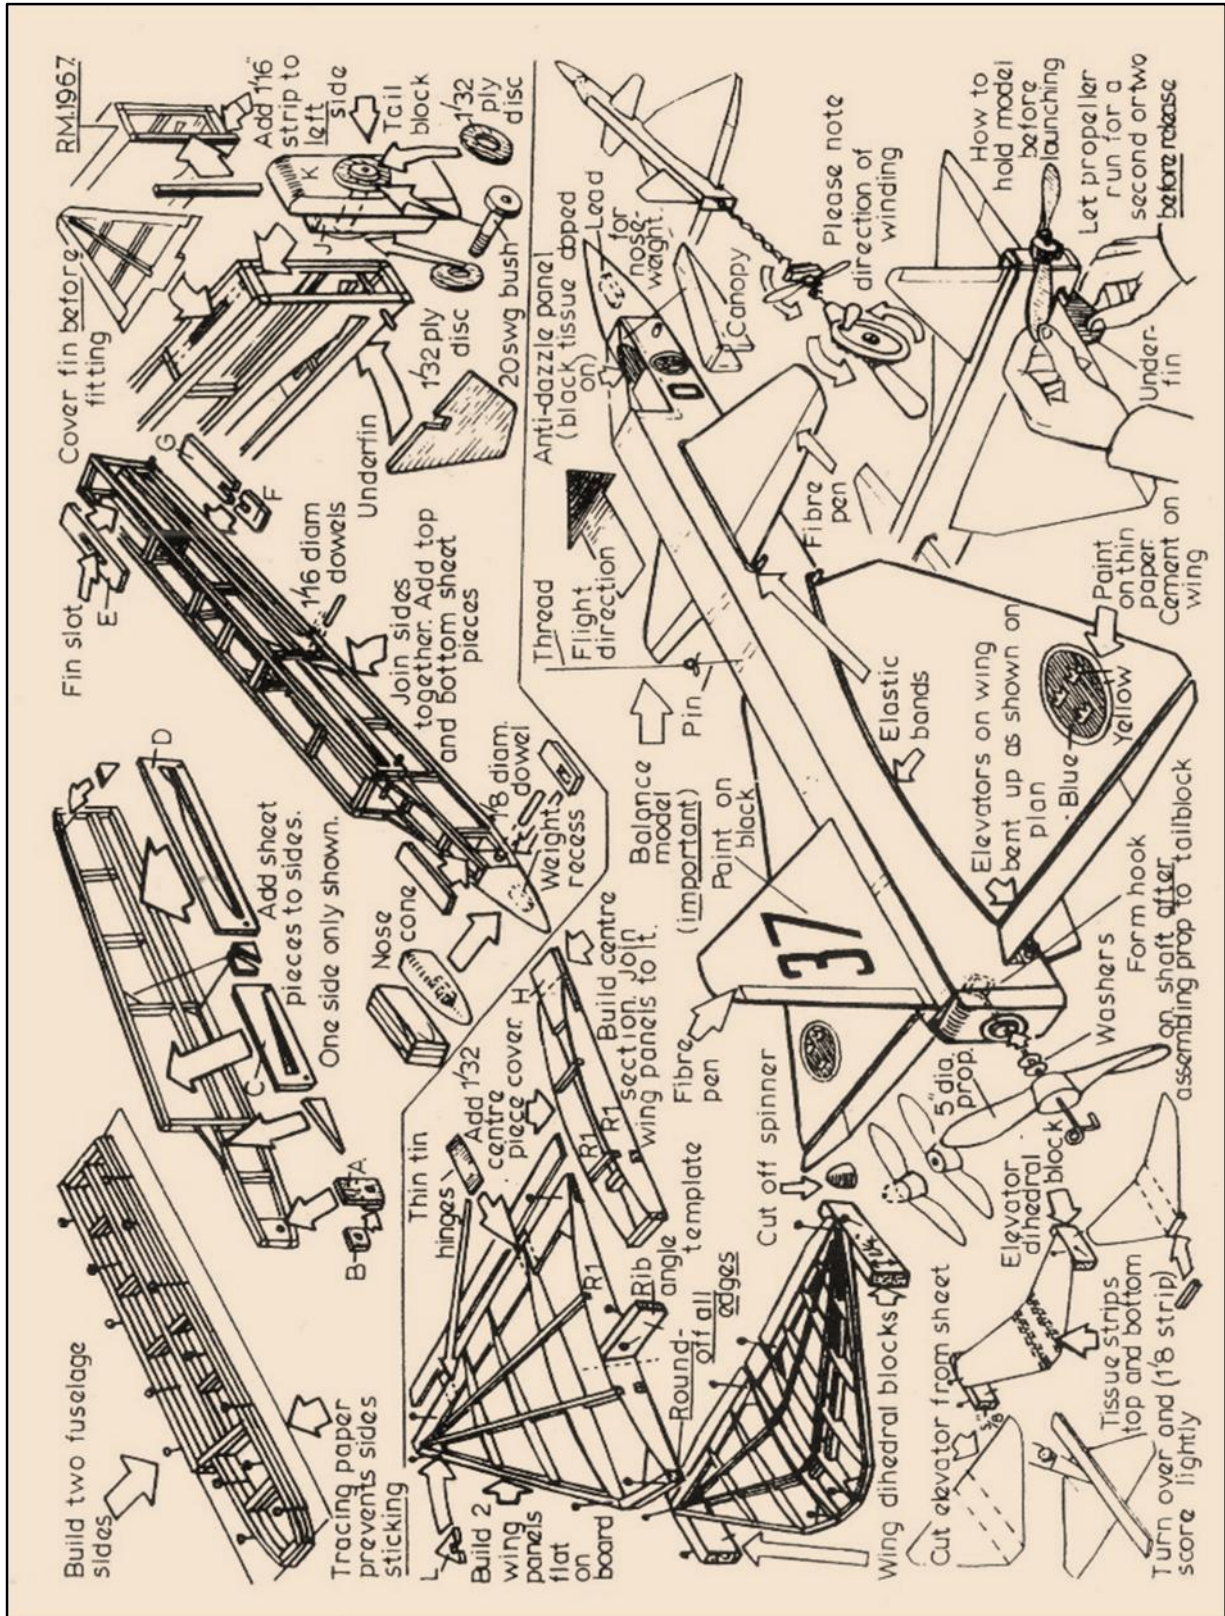 Build two fuselage
sides
Tracing paper
prevents sides
sticking
B
A
C
D
Add sheet
pieces to sides.
One side only shown.
Fin slot
E
G
F
1/16 diam
dowels
Join sides
together. Add top
and bottom sheet
pieces
Nose
cone
1/8 diam.
dowel
Weights
recess
RM.1967.
Cover fin before
fitting
Add 1/16"
strip to
left
side
Tail
block
K
J
1/32
ply
disc
1/32 ply
disc
20swg bush
Underfin
L
Build 2
wing
panels
flat
on
board
Thin tin
hinges
Add 1/32
centre
piece cover.
R1
R1
R1
H
Rib
angle
template
Round-
off all
edges
Build centre
section. Join
wing panels to it.
Wing dihedral blocks
1 1/4"
Cut elevator from sheet
5/8
Elevator
dihedral
block
Tissue strips
top and bottom
Turn over and (1/8 strip)
score lightly
Cut off spinner
5" dia.
prop.
Washers
Form hook
on shaft after
assembling prop to tailblock
Fibre
pen
37
Paint on
black
Balance
model
(important)
Pin
Thread
Flight
direction
Anti-dazzle panel
(black tissue doped
on)
Lead
for
nose-
weight
Canopy
Fibre
pen
Elastic
bands
Elevators on wing
bent up as shown on
plan
Blue
Yellow
Paint
on thin
paper.
Cement on
wing
Please note
direction of
winding
How to
hold model
before
launching
Let propeller
run for a
second or two
before release
Under-
fin